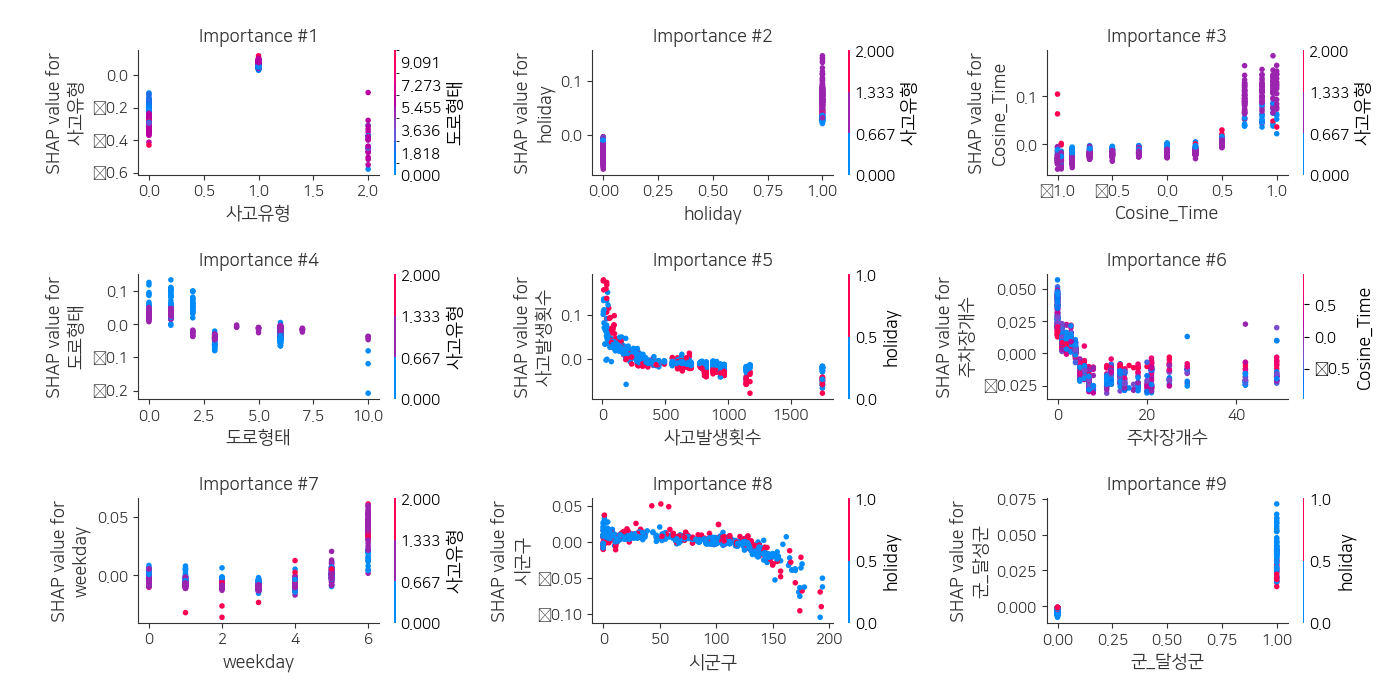 Importance #1
SHAP value for
사고유형
0.0
0.2
0.4
0.6
0.0
0.5
1.0
1.5
2.0
사고유형
9.091
7.273
5.455
3.636
1.818
0.000
도로형태
Importance #2
SHAP value for
holiday
0.1
0.0
0.00
0.25
0.50
0.75
1.00
holiday
2.000
1.333
0.667
0.000
사고유형
Importance #3
SHAP value for
Cosine_Time
0.1
0.0
1.0
0.5
0.0
0.5
1.0
Cosine_Time
2.000
1.333
0.667
0.000
사고유형
Importance #4
SHAP value for
도로형태
0.1
0.0
0.1
0.2
0.0
2.5
5.0
7.5
10.0
도로형태
2.000
1.333
0.667
0.000
사고유형
Importance #5
SHAP value for
사고발생횟수
0.1
0.0
0
500
1000
1500
사고발생횟수
1.0
0.5
0.0
holiday
Importance #6
SHAP value for
주차장개수
0.050
0.025
0.000
0.025
0
20
40
주차장개수
0.5
0.0
0.5
Cosine_Time
Importance #7
SHAP value for
weekday
0.05
0.00
0
2
4
6
weekday
2.000
1.333
0.667
0.000
사고유형
Importance #8
SHAP value for
시군구
0.05
0.00
0.05
0.10
0
50
100
150
200
시군구
1.0
0.5
0.0
holiday
Importance #9
SHAP value for
군_달성군
0.075
0.050
0.025
0.000
0.00
0.25
0.50
0.75
1.00
군_달성군
1.0
0.5
0.0
holiday